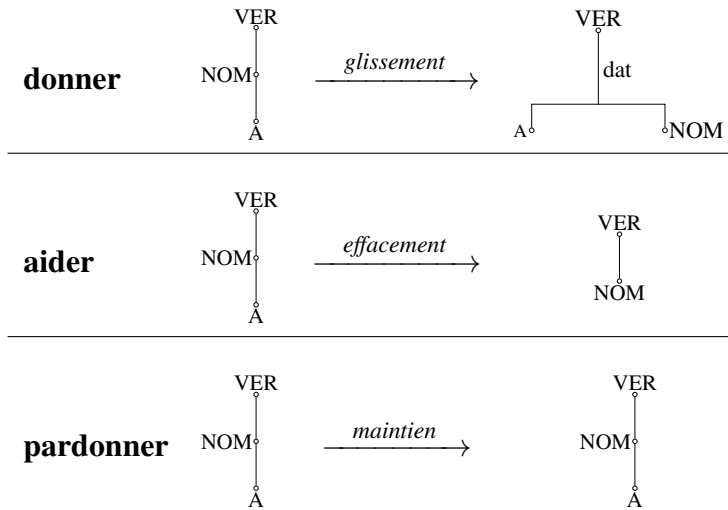 VER VER
glissement
donner NOM dat
A A NOM
VER VER
effacement
aider NOM
A NOM
VER VER
maintien
pardonner NOM NOM
A A